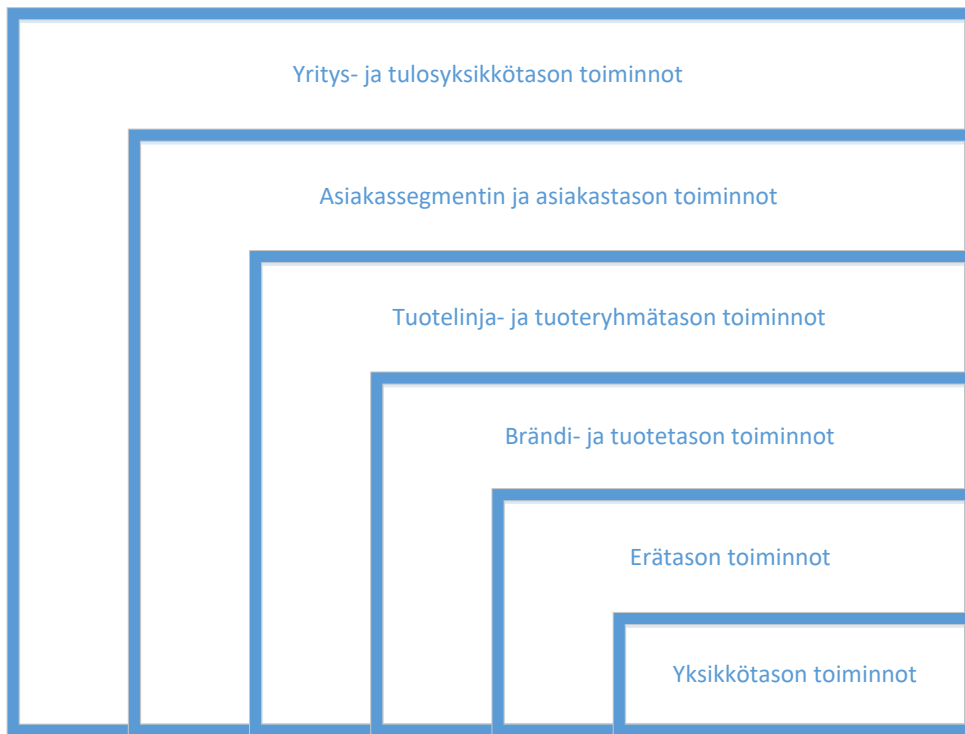 Yritys- ja tulosyksikkötason toiminnot
Asiakassegmentin ja asiakastason toiminnot
Tuotelinja- ja tuoteryhmätason toiminnot
Brändi- ja tuotetason toiminnot
Erätason toiminnot
Yksikkötason toiminnot